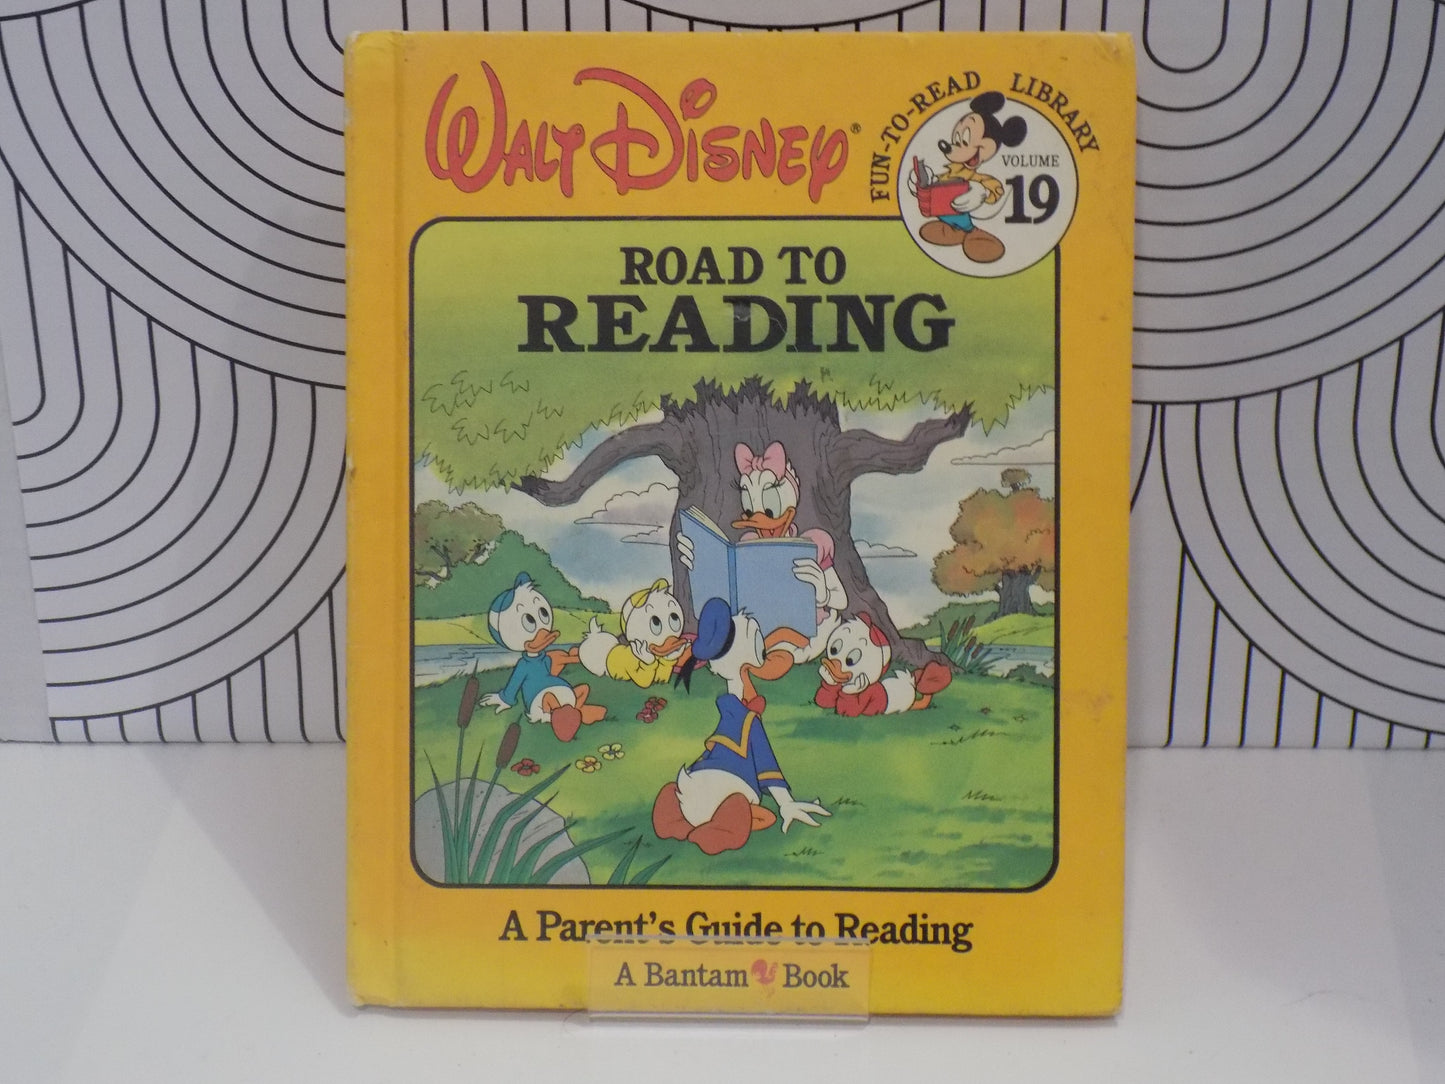 WALT DISNEY®
FUN-TO-READ LIBRARY
VOLUME
19
ROAD TO
READING
A Parent's Guide to Reading
A Bantam Book